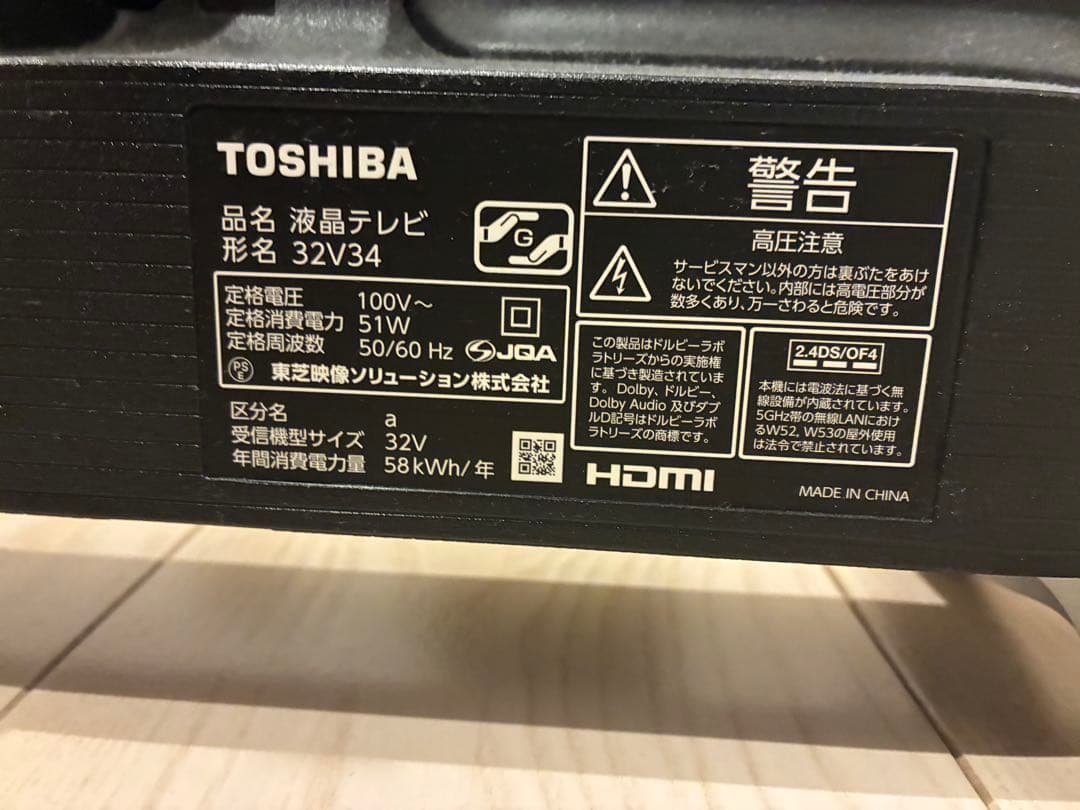 TOSHIBA
品名 液晶テレビ
形名 32V34
G
定格電圧 100V～
定格消費電力 51W
定格周波数 50/60 Hz
JQA
PS
E
東芝映像ソリューション株式会社
区分名 a
受信機型サイズ 32V
年間消費電力量 58kWh/年
警告
高圧注意
サービスマン以外の方は裏ぶたをあけ
ないでください。内部には高電圧部分が
数多くあり、万一さわると危険です。
この製品はドルビーラボ
ラトリーズからの実施権
に基づき製造されていま
す。Dolby、ドルビー、
Dolby Audio 及びダブ
ルD記号はドルビーラボ
ラトリーズの商標です。
2.4DS/OF4
本機には電波法に基づく無
線設備が内蔵されています。
5GHz帯の無線LANにおけ
るW52, W53の屋外使用
は法令で禁止されています。
HDMI
MADE IN CHINA